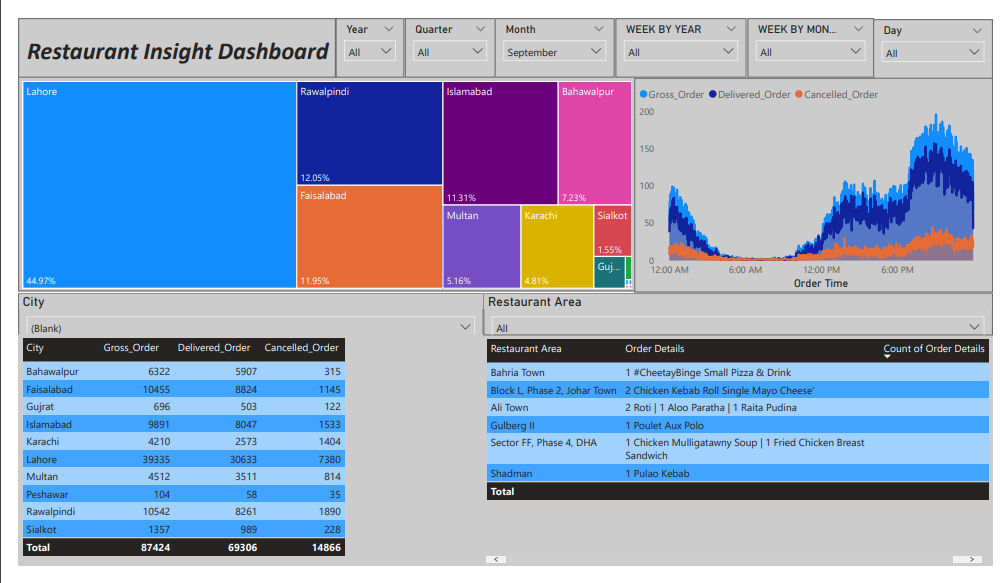 Restaurant Insight Dashboard
Year
All
Quarter
All
Month
September
WEEK BY YEAR
All
WEEK BY MON...
All
Day
All
Lahore
44.97%
Rawalpindi
12.05%
Faisalabad
11.95%
Islamabad
11.31%
Bahawalpur
7.23%
Multan
5.16%
Karachi
4.81%
Sialkot
1.55%
Guj...
Gross_Order Delivered_Order Cancelled_Order
200
150
100
50
0
12:00 AM 6:00 AM 12:00 PM 6:00 PM
Order Time
City
(Blank)
City Gross_Order Delivered_Order Cancelled_Order
Bahawalpur 6322 5907 315
Faisalabad 10455 8824 1145
Gujrat 696 503 122
Islamabad 9891 8047 1533
Karachi 4210 2573 1404
Lahore 39335 30633 7380
Multan 4512 3511 814
Peshawar 104 58 35
Rawalpindi 10542 8261 1890
Sialkot 1357 989 228
Total 87424 69306 14866
Restaurant Area
All
Restaurant Area Order Details Count of Order Details
Bahria Town 1 #CheetayBinge Small Pizza & Drink
Block L, Phase 2, Johar Town 2 Chicken Kebab Roll Single Mayo Cheese'
Ali Town 2 Roti | 1 Aloo Paratha | 1 Raita Pudina
Gulberg II 1 Poulet Aux Polo
Sector FF, Phase 4, DHA 1 Chicken Mulligatawny Soup | 1 Fried Chicken Breast
Sandwich
Shadman 1 Pulao Kebab
Total